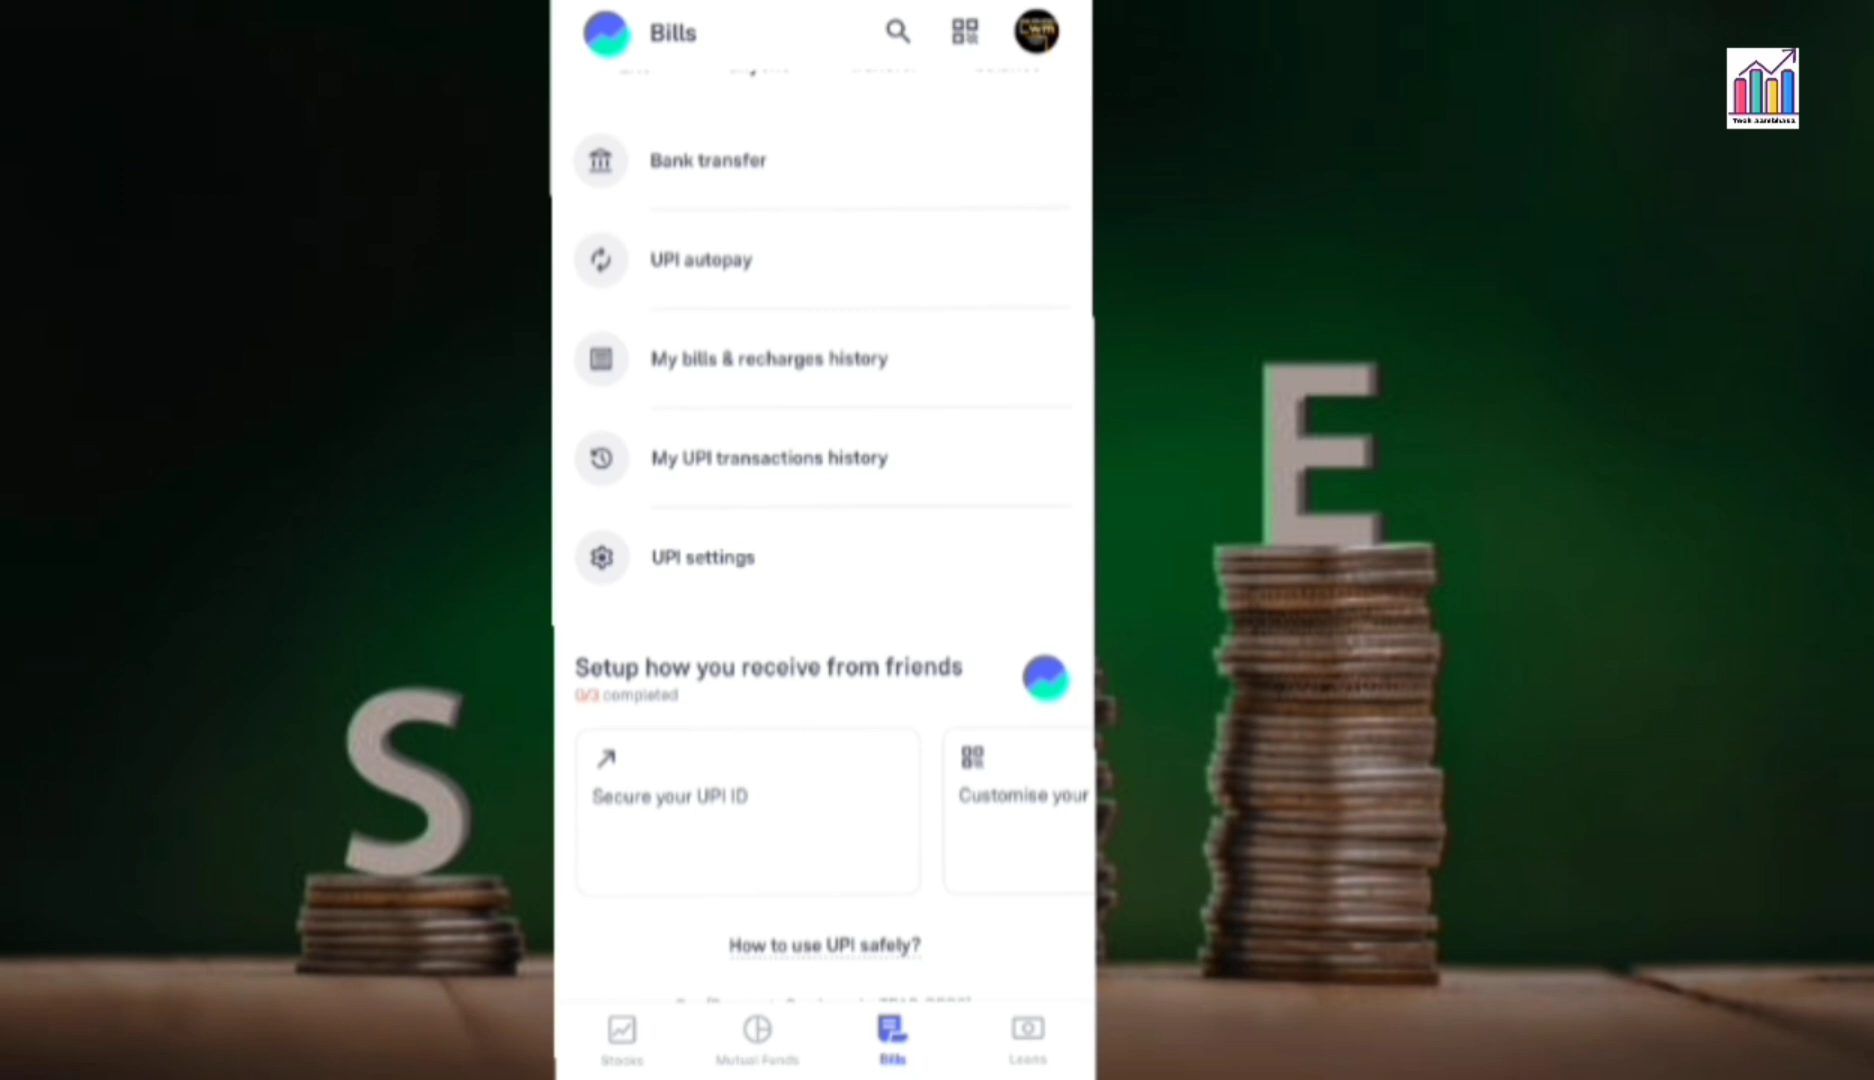 Bills
Bank transfer
UPI autopay
My bills & recharges history
My UPI transactions history
UPI settings
Setup how you receive from friends
0/3 completed
Secure your UPI ID
Customise your
How to use UPI safely?
Stocks
Mutual Funds
Bills
Loans
S
E